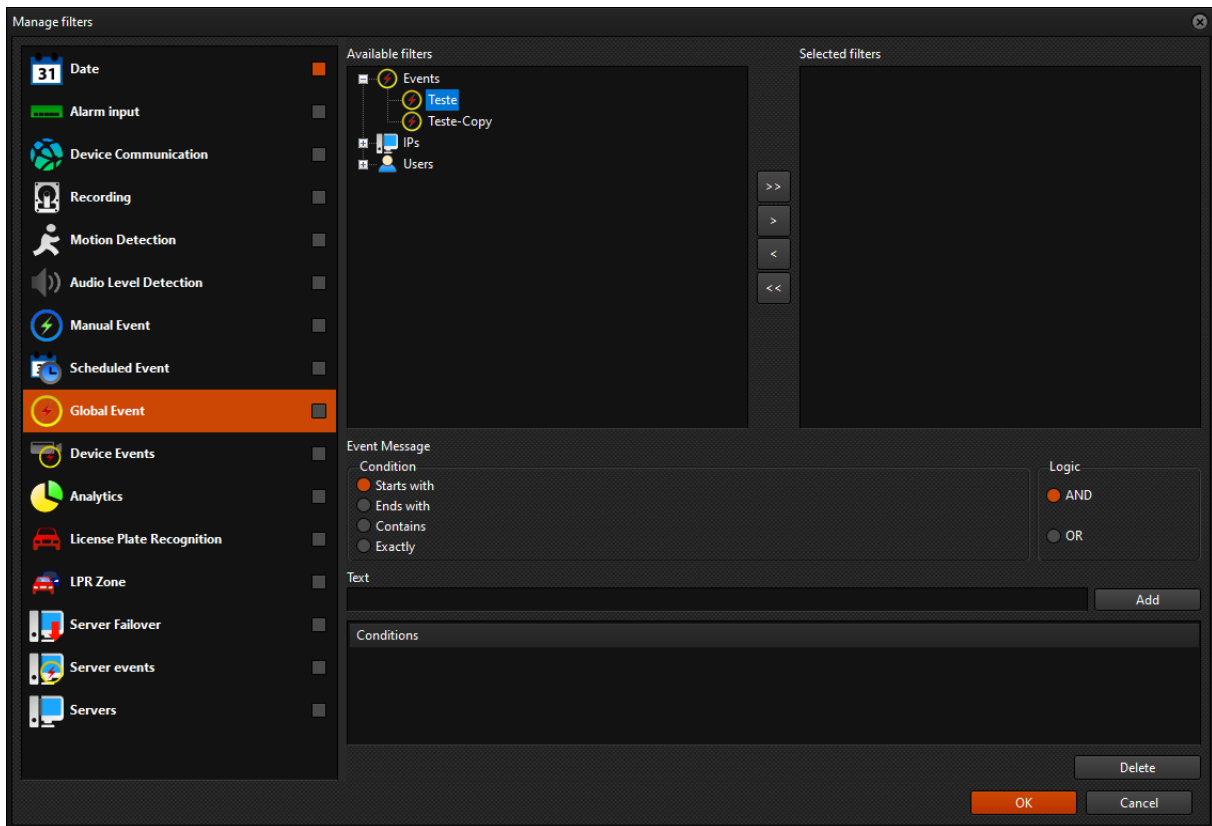 Manage filters
31 Date
Alarm input
Device Communication
Recording
Motion Detection
Audio Level Detection
Manual Event
Scheduled Event
Global Event
Device Events
Analytics
License Plate Recognition
LPR Zone
Server Failover
Server events
Servers
Available filters
Events
Teste
Teste-Copy
IPs
Users
>>
>
<
<<
Selected filters
Event Message
Condition
Starts with
Ends with
Contains
Exactly
Logic
AND
OR
Text
Add
Conditions
Delete
OK
Cancel